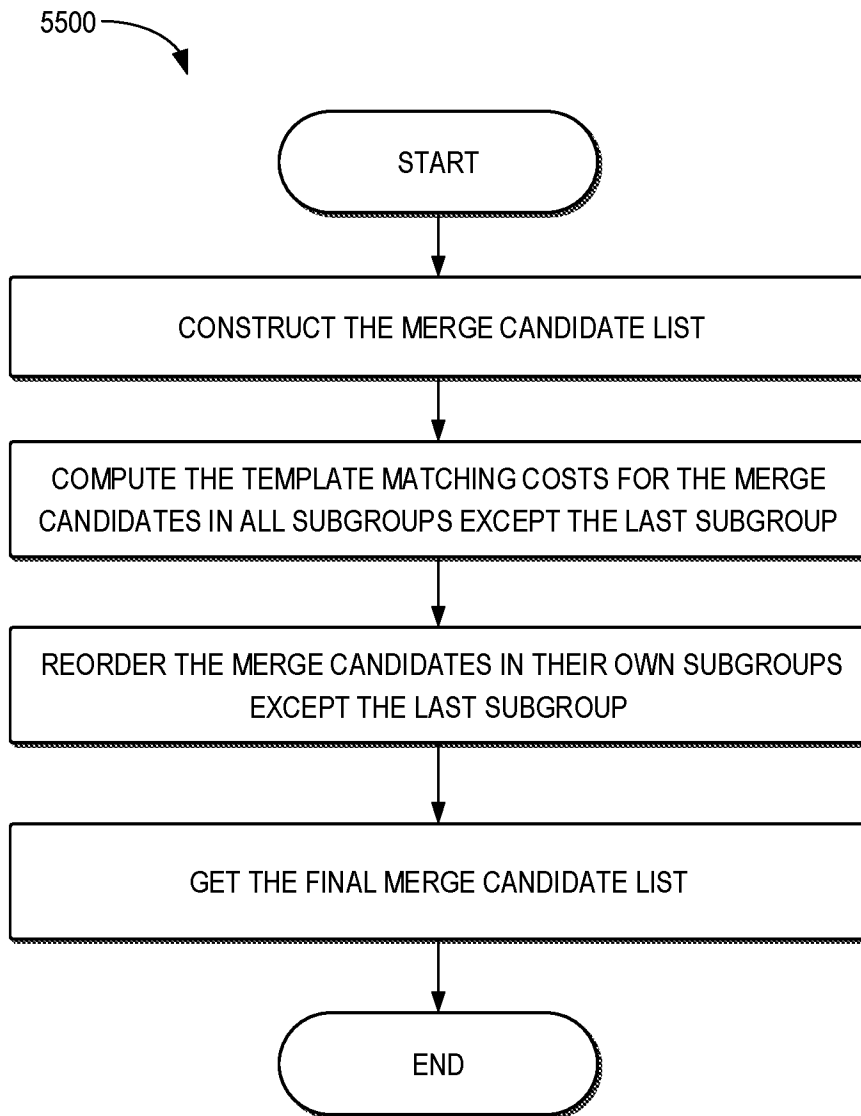 5500
START
CONSTRUCT THE MERGE CANDIDATE LIST
COMPUTE THE TEMPLATE MATCHING COSTS FOR THE MERGE
CANDIDATES IN ALL SUBGROUPS EXCEPT THE LAST SUBGROUP
REORDER THE MERGE CANDIDATES IN THEIR OWN SUBGROUPS
EXCEPT THE LAST SUBGROUP
GET THE FINAL MERGE CANDIDATE LIST
END